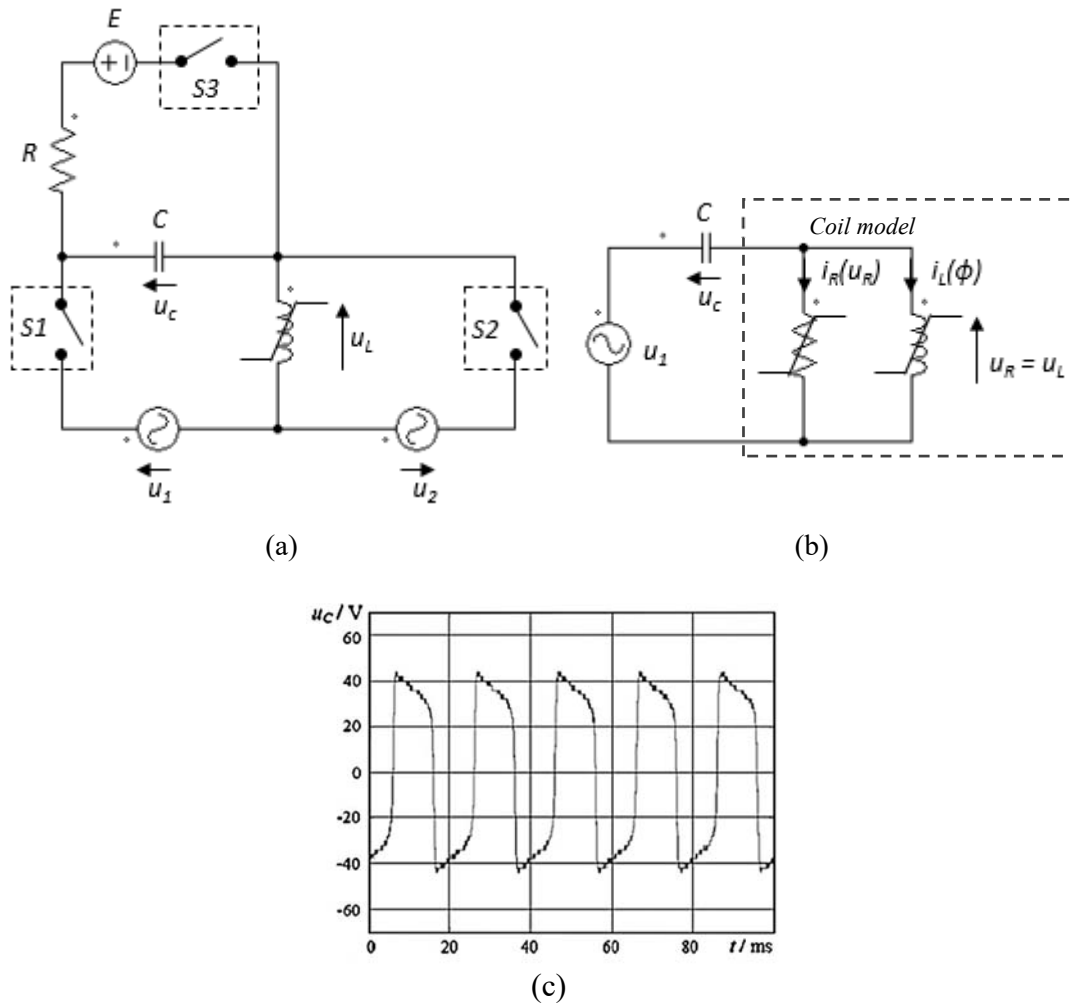 E
S3
R
C
u_c
S1
u_L
S2
u_1
u_2
(a)
C
Coil model
i_R(u_R)
i_L(ϕ)
u_c
u_1
u_R = u_L
(b)
u_C / V
60
40
20
0
-20
-40
-60
0 20 40 60 80 t / ms
(c)